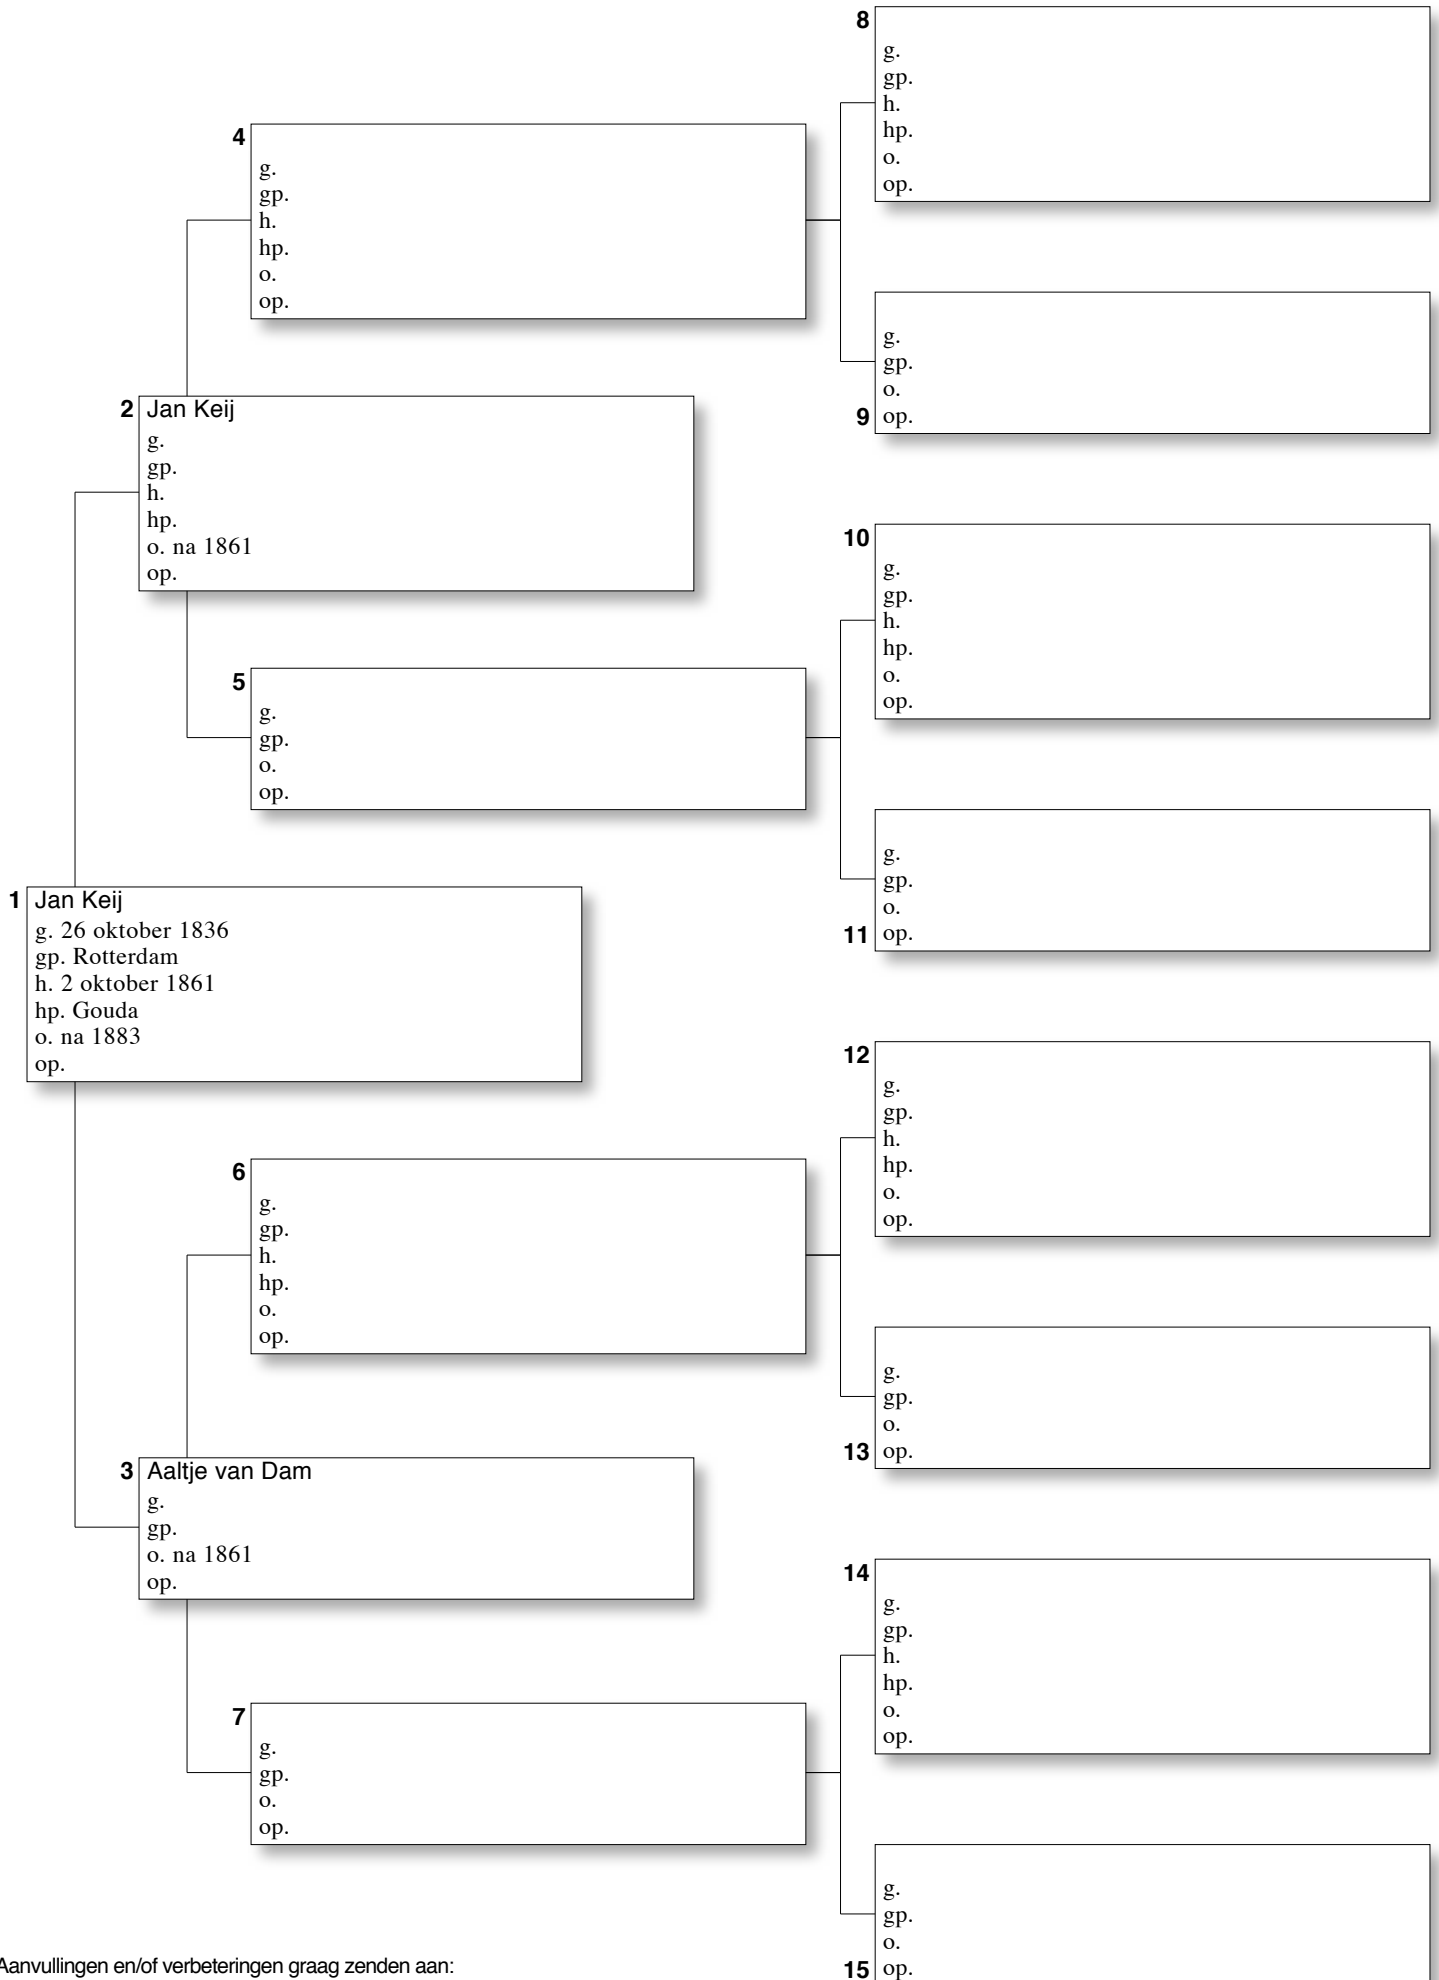 8
g.
gp.
h.
hp.
o.
op.
4
g.
gp.
h.
hp.
o.
op.
g.
gp.
o.
9 op.
2 Jan Keij
g.
gp.
h.
hp.
o. na 1861
op.
10
g.
gp.
h.
hp.
o.
op.
5
g.
gp.
o.
op.
g.
gp.
o.
11 op.
1 Jan Keij
g. 26 oktober 1836
gp. Rotterdam
h. 2 oktober 1861
hp. Gouda
o. na 1883
op.
12
g.
gp.
h.
hp.
o.
op.
6
g.
gp.
h.
hp.
o.
op.
g.
gp.
o.
13 op.
3 Aaltje van Dam
g.
gp.
o. na 1861
op.
14
g.
gp.
h.
hp.
o.
op.
7
g.
gp.
o.
op.
g.
gp.
o.
15 op.
Aanvullingen en/of verbeteringen graag zenden aan: